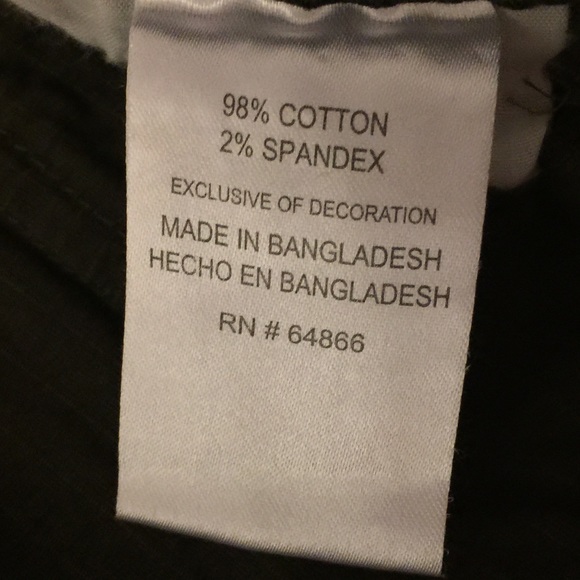 98% COTTON
2% SPANDEX
EXCLUSIVE OF DECORATION
MADE IN BANGLADESH
HECHO EN BANGLADESH
RN # 64866